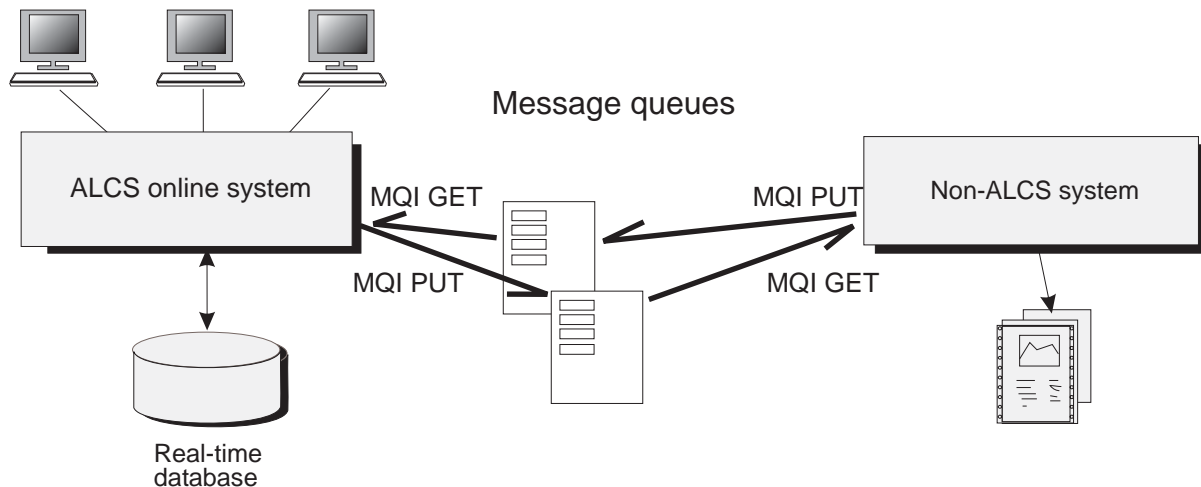 Message queues
ALCS online system
MQI GET
MQI PUT
Non-ALCS system
MQI PUT
MQI GET
Real-time
database